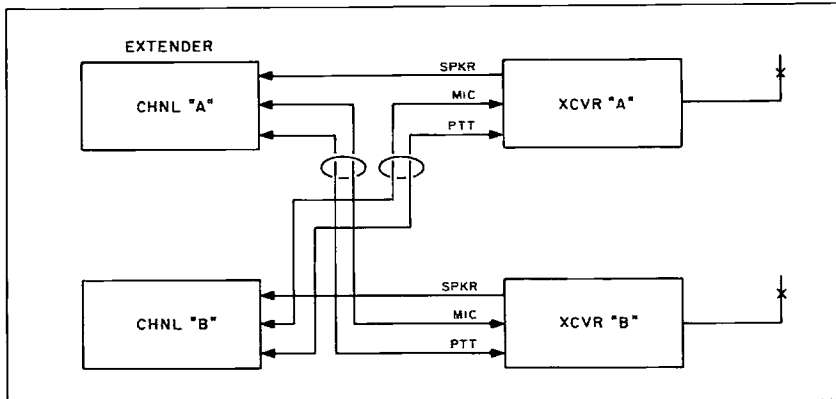 EXTENDER
CHNL "A"
SPKR
MIC
PTT
XCVR "A"
CHNL "B"
SPKR
MIC
PTT
XCVR "B"